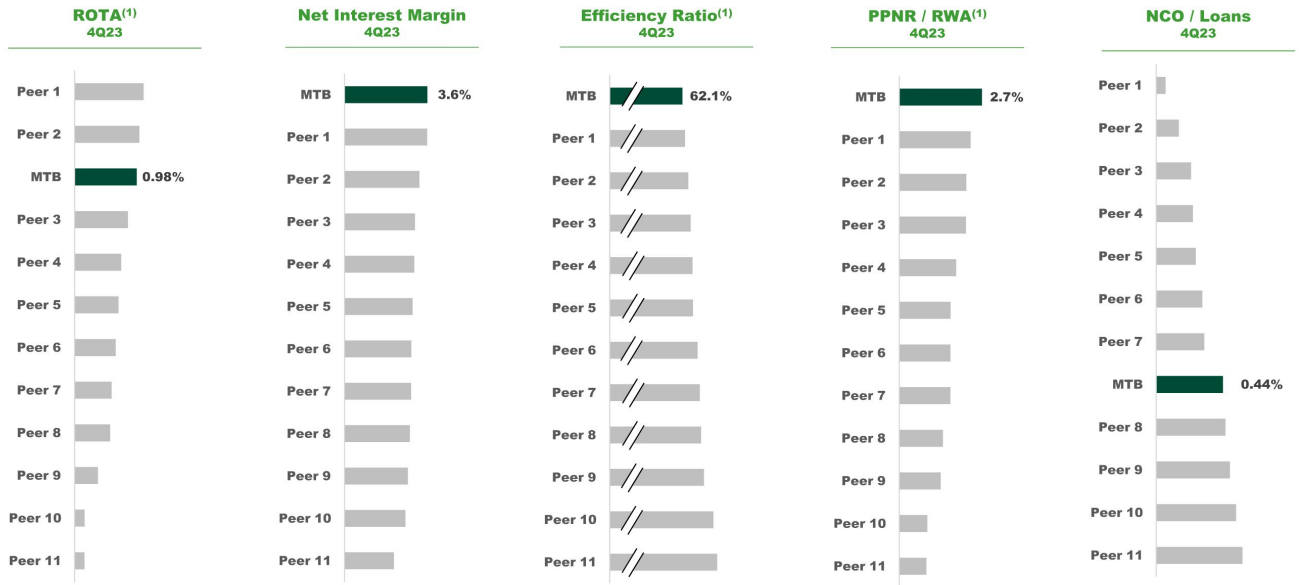 ROTA(1)
4Q23
Peer 1
Peer 2
MTB 0.98%
Peer 3
Peer 4
Peer 5
Peer 6
Peer 7
Peer 8
Peer 9
Peer 10
Peer 11
Net Interest Margin
4Q23
MTB 3.6%
Peer 1
Peer 2
Peer 3
Peer 4
Peer 5
Peer 6
Peer 7
Peer 8
Peer 9
Peer 10
Peer 11
Efficiency Ratio(1)
4Q23
MTB 62.1%
Peer 1
Peer 2
Peer 3
Peer 4
Peer 5
Peer 6
Peer 7
Peer 8
Peer 9
Peer 10
Peer 11
PPNR / RWA(1)
4Q23
MTB 2.7%
Peer 1
Peer 2
Peer 3
Peer 4
Peer 5
Peer 6
Peer 7
Peer 8
Peer 9
Peer 10
Peer 11
NCO / Loans
4Q23
Peer 1
Peer 2
Peer 3
Peer 4
Peer 5
Peer 6
Peer 7
MTB 0.44%
Peer 8
Peer 9
Peer 10
Peer 11